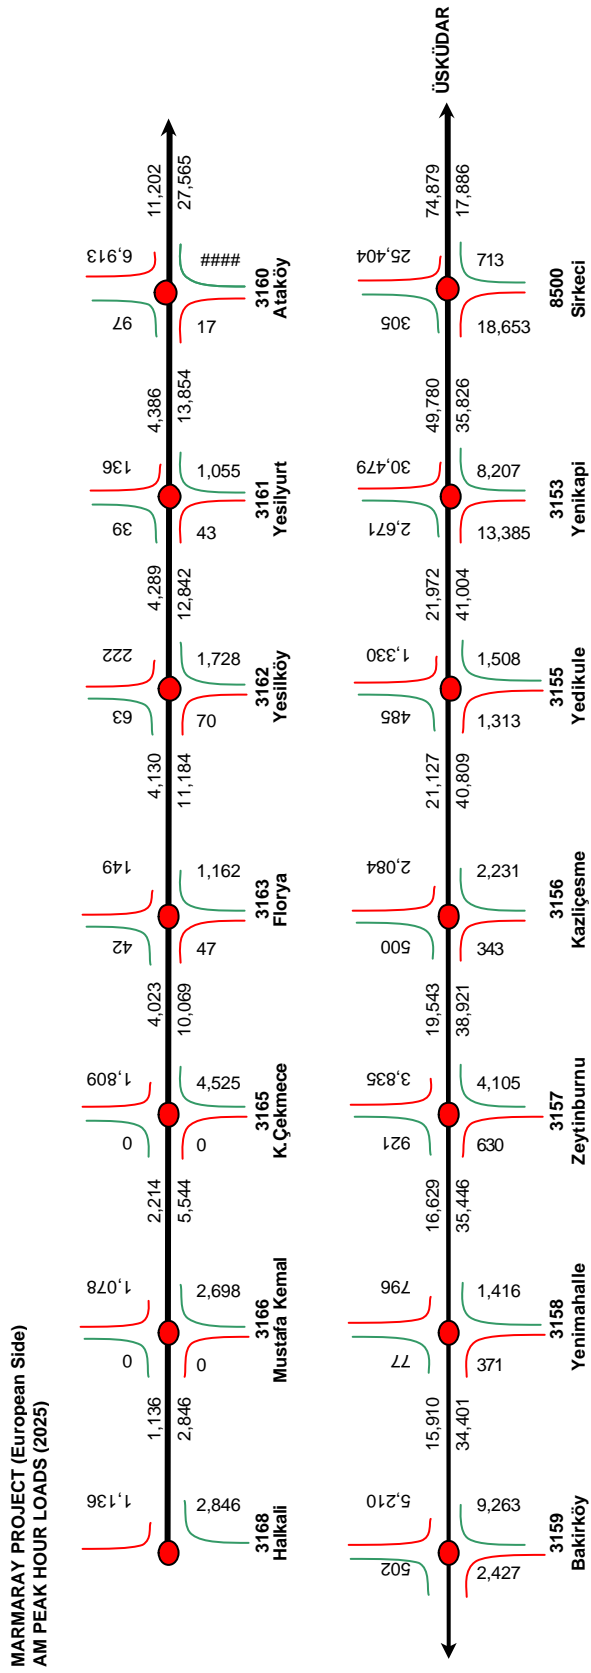 MARMARAY PROJECT (European Side)
AM PEAK HOUR LOADS (2025)
1,136 0 1,078 0 1,809 42 149 63 222 39 136 97 6,913
1,136 2,214 4,023 4,130 4,289 4,386 11,202
2,846 5,544 10,069 11,184 12,842 13,854 27,565
2,846 0 2,698 0 4,525 47 1,162 70 1,728 43 1,055 17 ####
3168 3166 3165 3163 3162 3161 3160
Halkali Mustafa Kemal K.Çekmece Florya Yesilköy Yesilyurt Ataköy
502 5,210 77 796 921 3,835 500 2,084 485 1,330 2,671 30,479 305 25,404
ÜSKÜDAR
15,910 16,629 19,543 21,127 21,972 49,780 74,879
34,401 35,446 38,921 40,809 41,004 35,826 17,886
2,427 9,263 371 1,416 630 4,105 343 2,231 1,313 1,508 13,385 8,207 18,653 713
3159 3158 3157 3156 3155 3153 8500
Bakirköy Yenimahalle Zeytinburnu Kazliçesme Yedikule Yenikapi Sirkeci